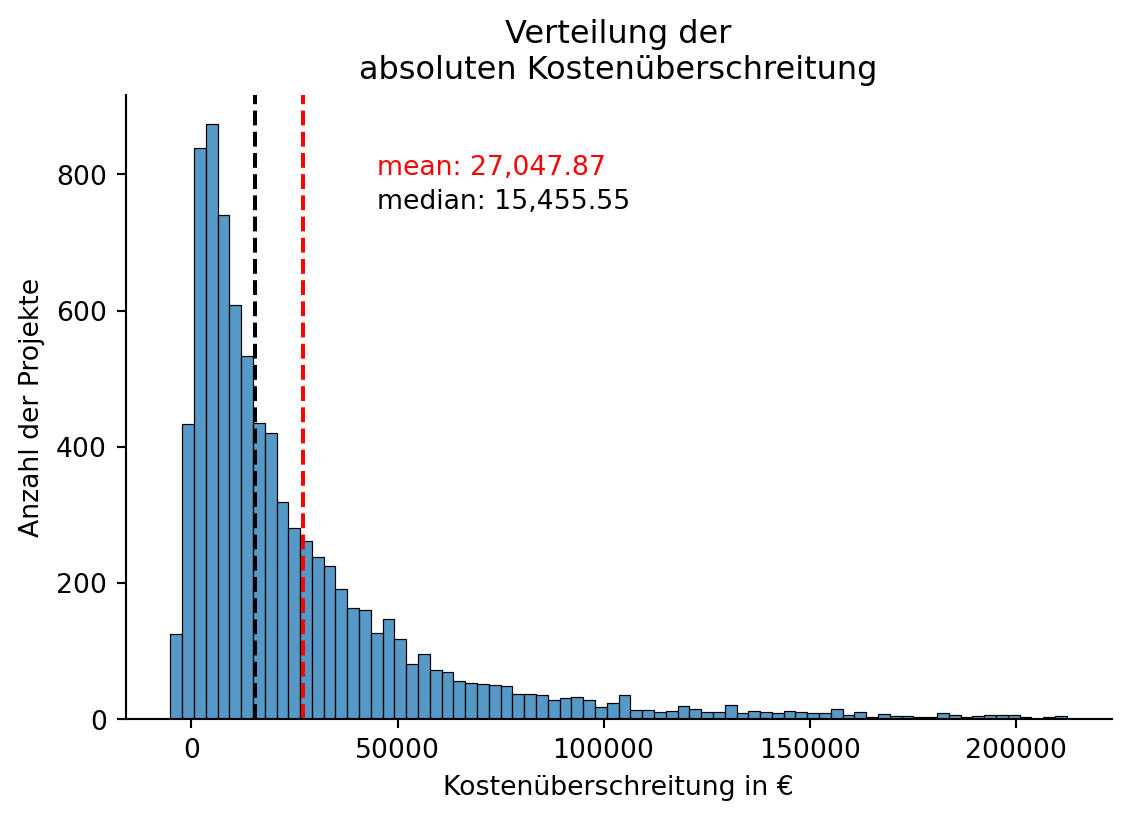 Verteilung der
absoluten Kostenüberschreitung
mean: 27,047.87
median: 15,455.55
Anzahl der Projekte
800
600
400
200
0
0 50000 100000 150000 200000
Kostenüberschreitung in €